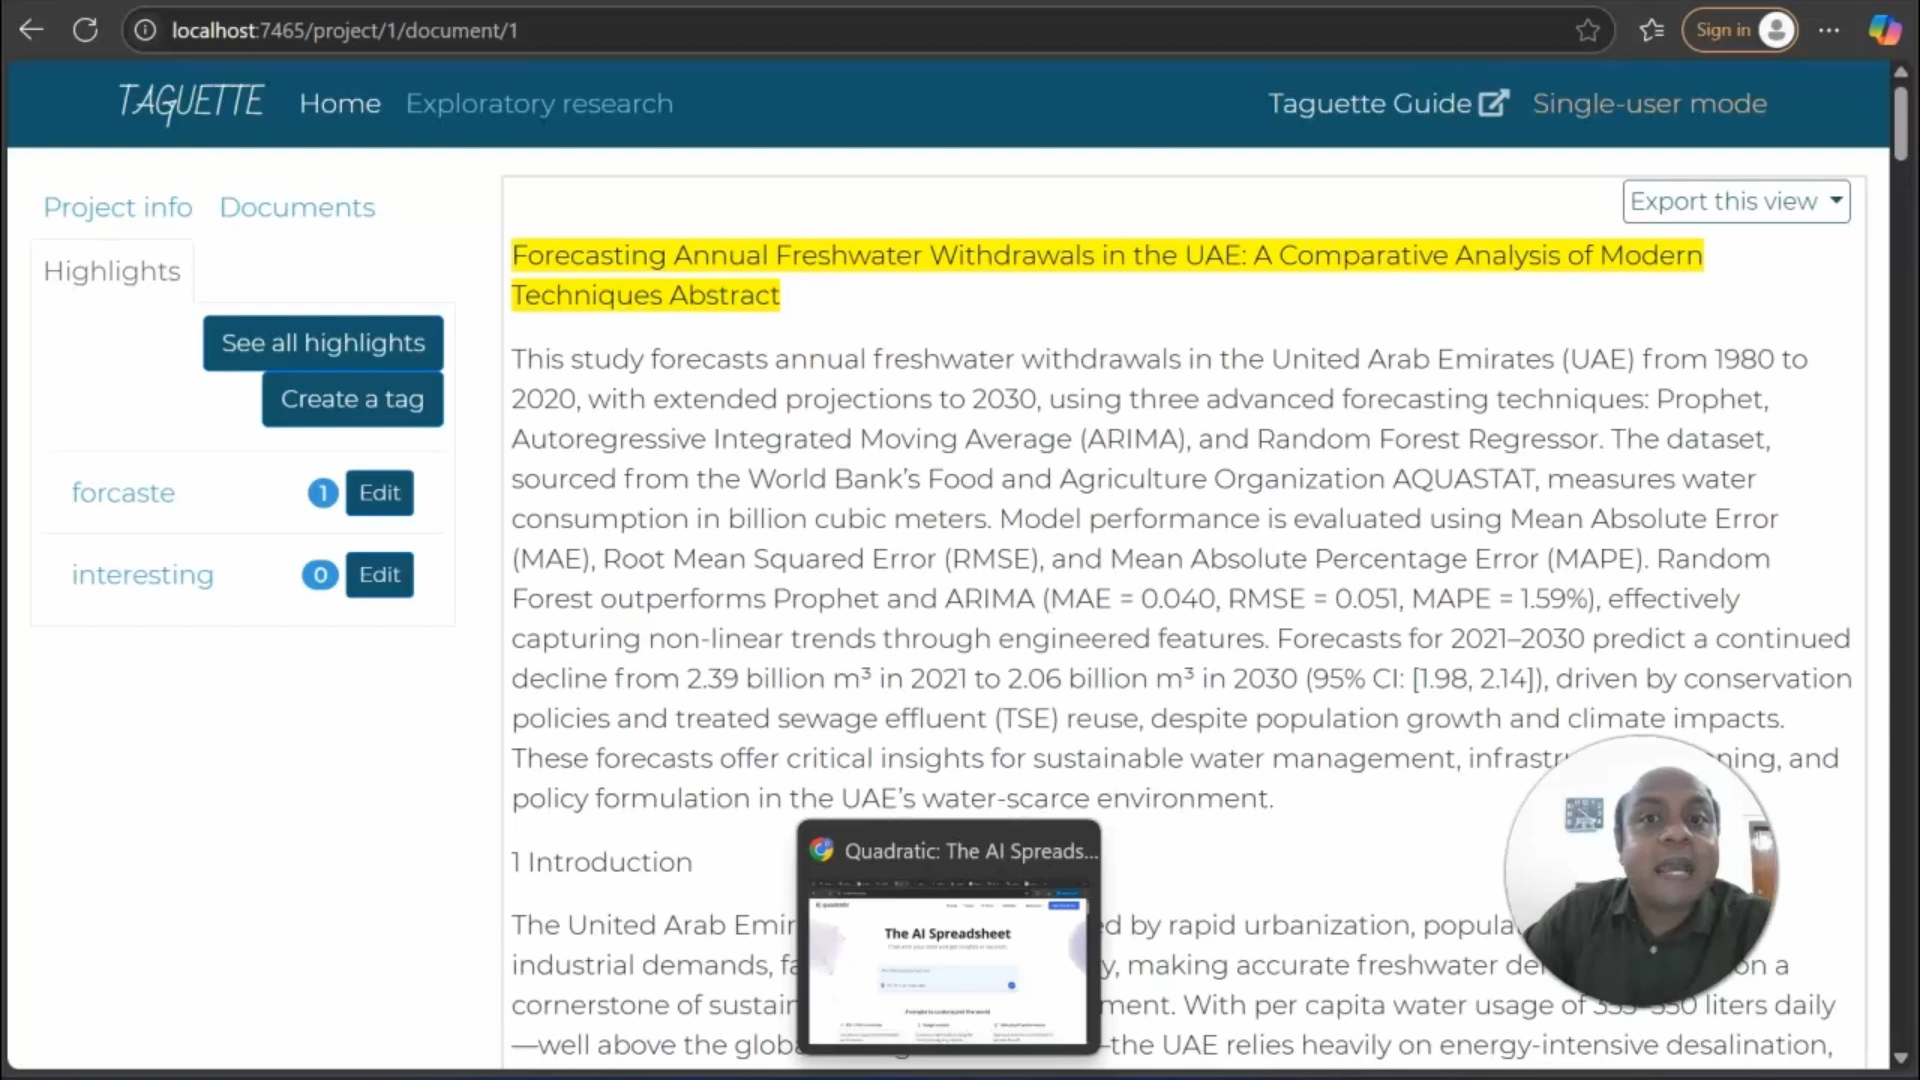 localhost:7465/project/1/document/1
Sign in
TAGUETTE Home Exploratory research Taguette Guide Single-user mode
Project info Documents
Highlights
See all highlights
Create a tag
forcaste 1 Edit
interesting 0 Edit
Export this view
Forecasting Annual Freshwater Withdrawals in the UAE: A Comparative Analysis of Modern
Techniques Abstract
This study forecasts annual freshwater withdrawals in the United Arab Emirates (UAE) from 1980 to
2020, with extended projections to 2030, using three advanced forecasting techniques: Prophet,
Autoregressive Integrated Moving Average (ARIMA), and Random Forest Regressor. The dataset,
sourced from the World Bank’s Food and Agriculture Organization AQUASTAT, measures water
consumption in billion cubic meters. Model performance is evaluated using Mean Absolute Error
(MAE), Root Mean Squared Error (RMSE), and Mean Absolute Percentage Error (MAPE). Random
Forest outperforms Prophet and ARIMA (MAE = 0.040, RMSE = 0.051, MAPE = 1.59%), effectively
capturing non-linear trends through engineered features. Forecasts for 2021–2030 predict a continued
decline from 2.39 billion m³ in 2021 to 2.06 billion m³ in 2030 (95% CI: [1.98, 2.14]), driven by conservation
policies and treated sewage effluent (TSE) reuse, despite population growth and climate impacts.
These forecasts offer critical insights for sustainable water management, infrastr ning, and
policy formulation in the UAE’s water-scarce environment.
1 Introduction
The United Arab Emir d by rapid urbanization, popula
industrial demands, fa y, making accurate freshwater de on a
cornerstone of sustain ment. With per capita water usage of liters daily
—well above the glob —the UAE relies heavily on energy-intensive desalination,
Quadratic: The AI Spreads...
The AI Spreadsheet